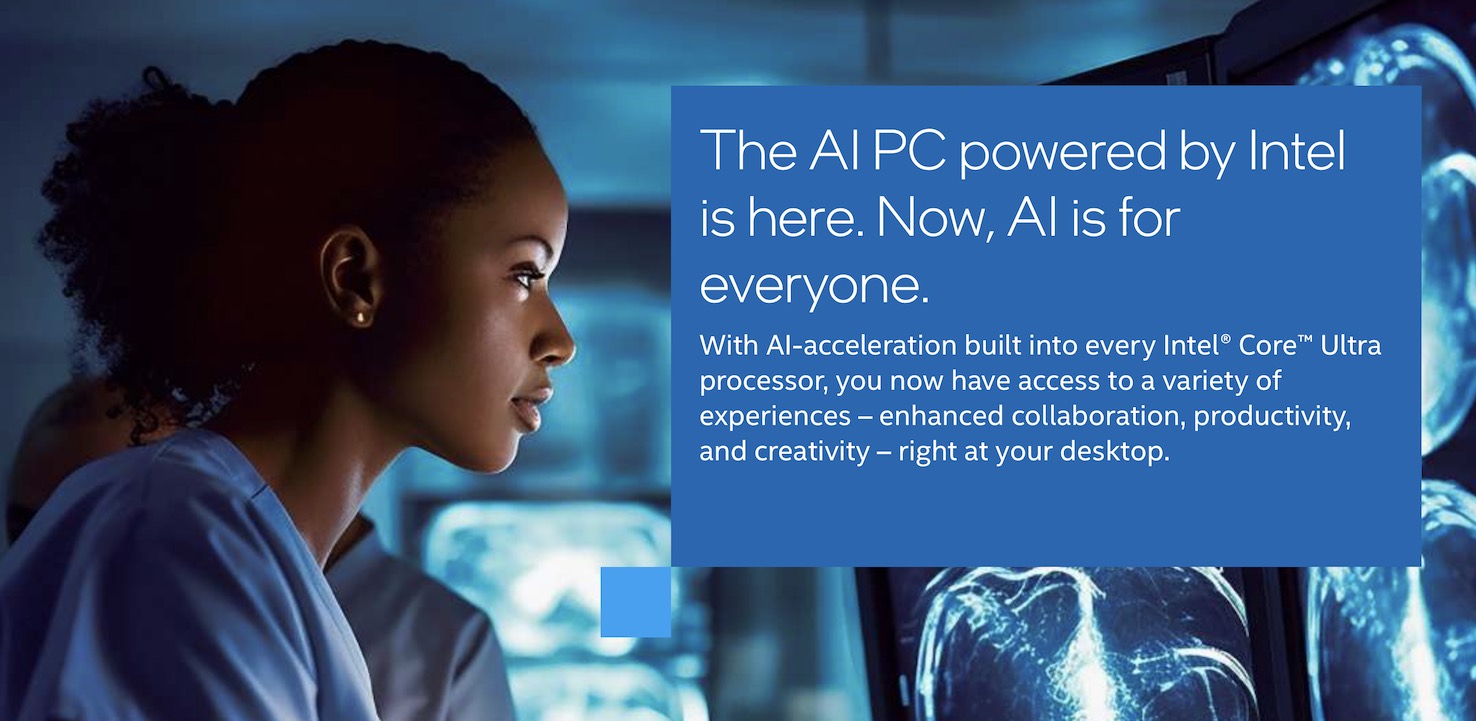 The AI PC powered by Intel
is here. Now, AI is for
everyone.
With AI-acceleration built into every Intel® Core™ Ultra
processor, you now have access to a variety of
experiences – enhanced collaboration, productivity,
and creativity – right at your desktop.